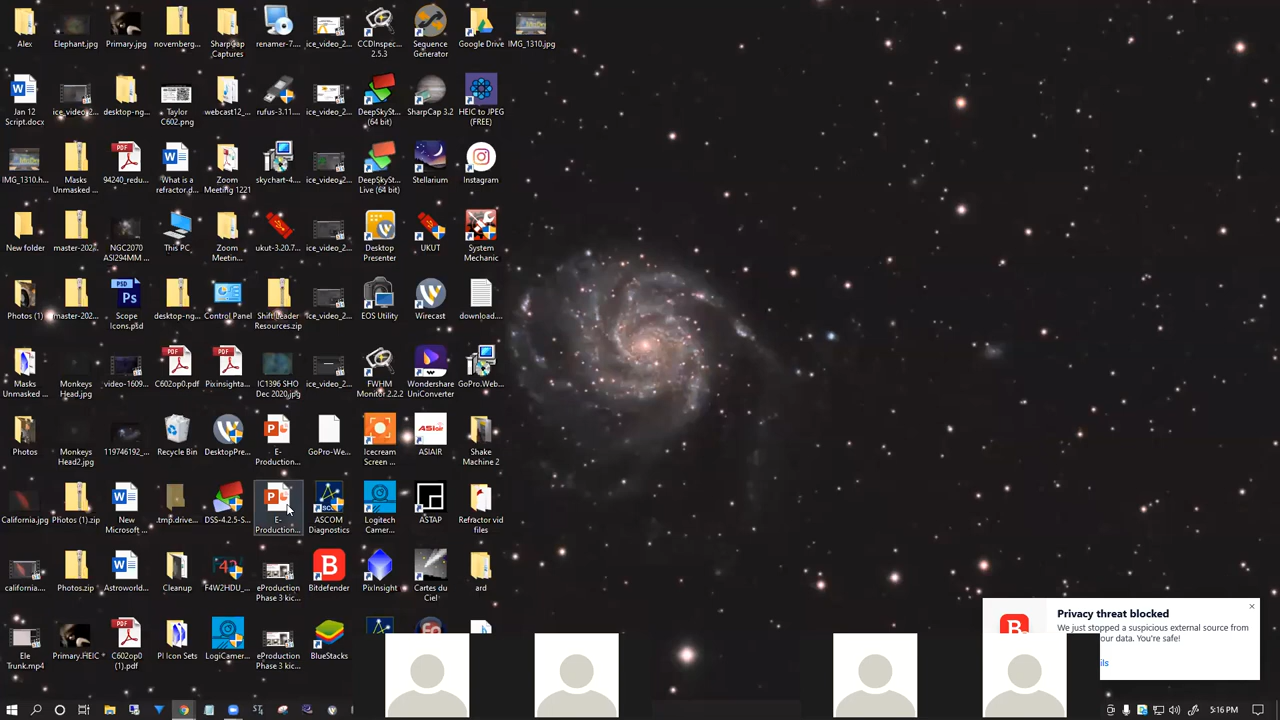 Alex
Elephant.jpg
Primary.jpg
novemberg...
SharpCap
Captures
renamer-7....
ice_video_2...
CCDInspec...
2.5.3
Sequence
Generator
Google Drive
IMG_1310.jpg
Jan 12
Script.docx
ice_video_2...
desktop-ng...
Taylor
C602.png
webcast12...
rufus-3.11....
ice_video_2...
DeepSkySt...
(64 bit)
SharpCap 3.2
HEIC to JPEG
(FREE)
IMG_1310.h...
Masks
Unmasked ...
94240_redu...
What is a
refractor.d...
Zoom
Meeting 1221
skychart-4....
ice_video_2...
DeepSkySt...
Live (64 bit)
Stellarium
Instagram
New folder
master-202...
NGC2070
ASI294MM ...
This PC
Zoom
Meetin...
ukut-3.20.7...
ice_video_2...
Desktop
Presenter
UKUT
System
Mechanic
Photos (1)
master-202...
Scope
Icons.psd
desktop-ng...
Control Panel
Shift Leader
Resources.zip
ice_video_2...
EOS Utility
Wirecast
download....
Masks
Unmasked ...
Monkeys
Head.jpg
video-1609...
C602op0.pdf
Pixinsighta...
IC1396 SHO
Dec 2020.jpg
ice_video_2...
FWHM
Monitor 2.2.2
Wondershare
UniConverter
GoPro.Web...
Photos
Monkeys
Head2.jpg
119746192_...
Recycle Bin
DesktopPre...
E-
Production...
GoPro-We...
Icecream
Screen ...
ASIAIR
Shake
Machine 2
California.jpg
Photos (1).zip
New
Microsoft ...
.tmp.drive...
DSS-4.2.5-S...
E-
Production...
ASCOM
Diagnostics
Logitech
Camer...
ASTAP
Refractor vid
files
california....
Photos.zip
Astroworld...
Cleanup
F4W2HDU_...
eProduction
Phase 3 kic...
Bitdefender
PixInsight
Cartes du
Ciel
ard
Ele
Trunk.mp4
Primary.HEIC
C602op0
(1).pdf
PI Icon Sets
LogiCamer...
eProduction
Phase 3 kic...
BlueStacks
Privacy threat blocked
We just stopped a suspicious external source from
our data. You're safe!
ils
5:16 PM